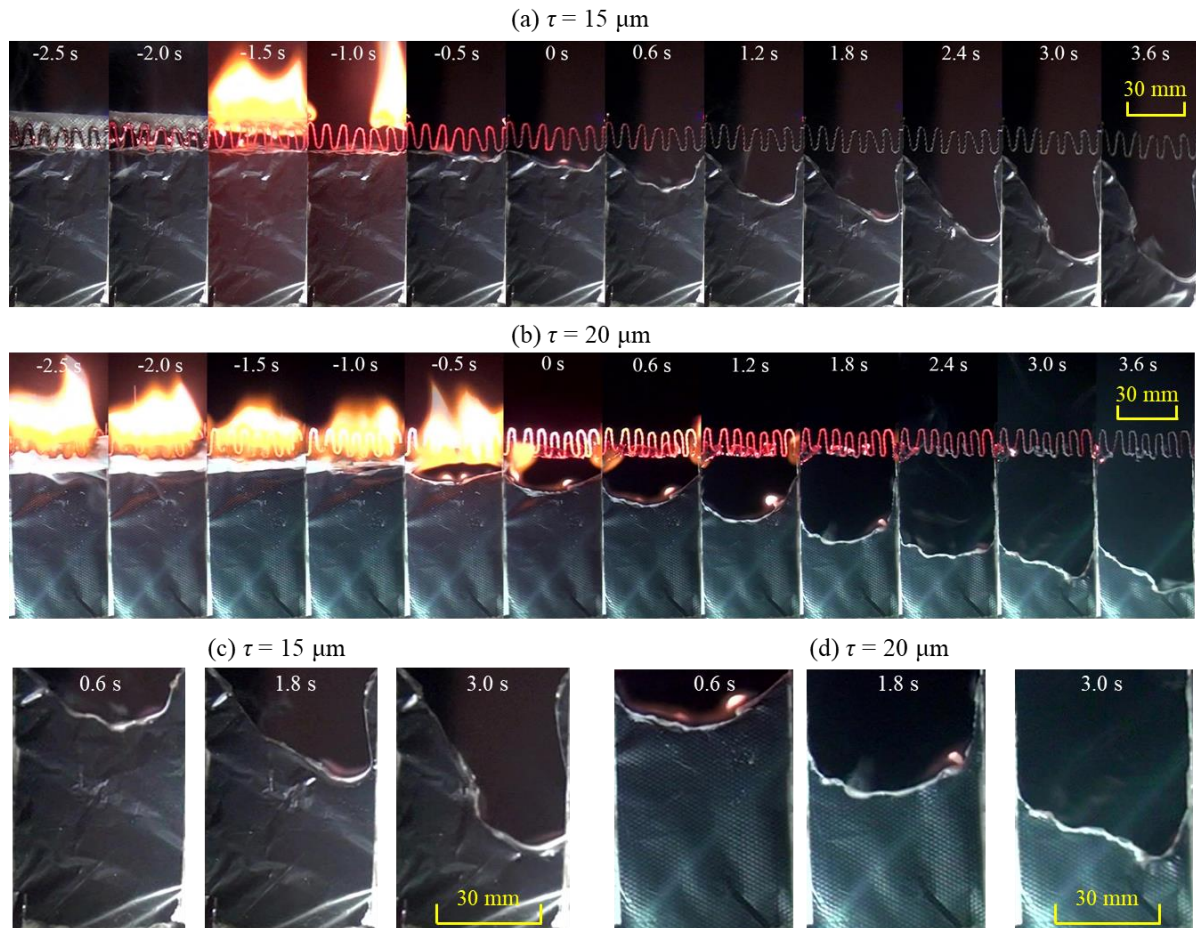 (a) τ = 15 μm
-2.5 s -2.0 s -1.5 s -1.0 s -0.5 s 0 s 0.6 s 1.2 s 1.8 s 2.4 s 3.0 s 3.6 s
30 mm
(b) τ = 20 μm
-2.5 s -2.0 s -1.5 s -1.0 s -0.5 s 0 s 0.6 s 1.2 s 1.8 s 2.4 s 3.0 s 3.6 s
30 mm
(c) τ = 15 μm
0.6 s 1.8 s 3.0 s
30 mm
(d) τ = 20 μm
0.6 s 1.8 s 3.0 s
30 mm